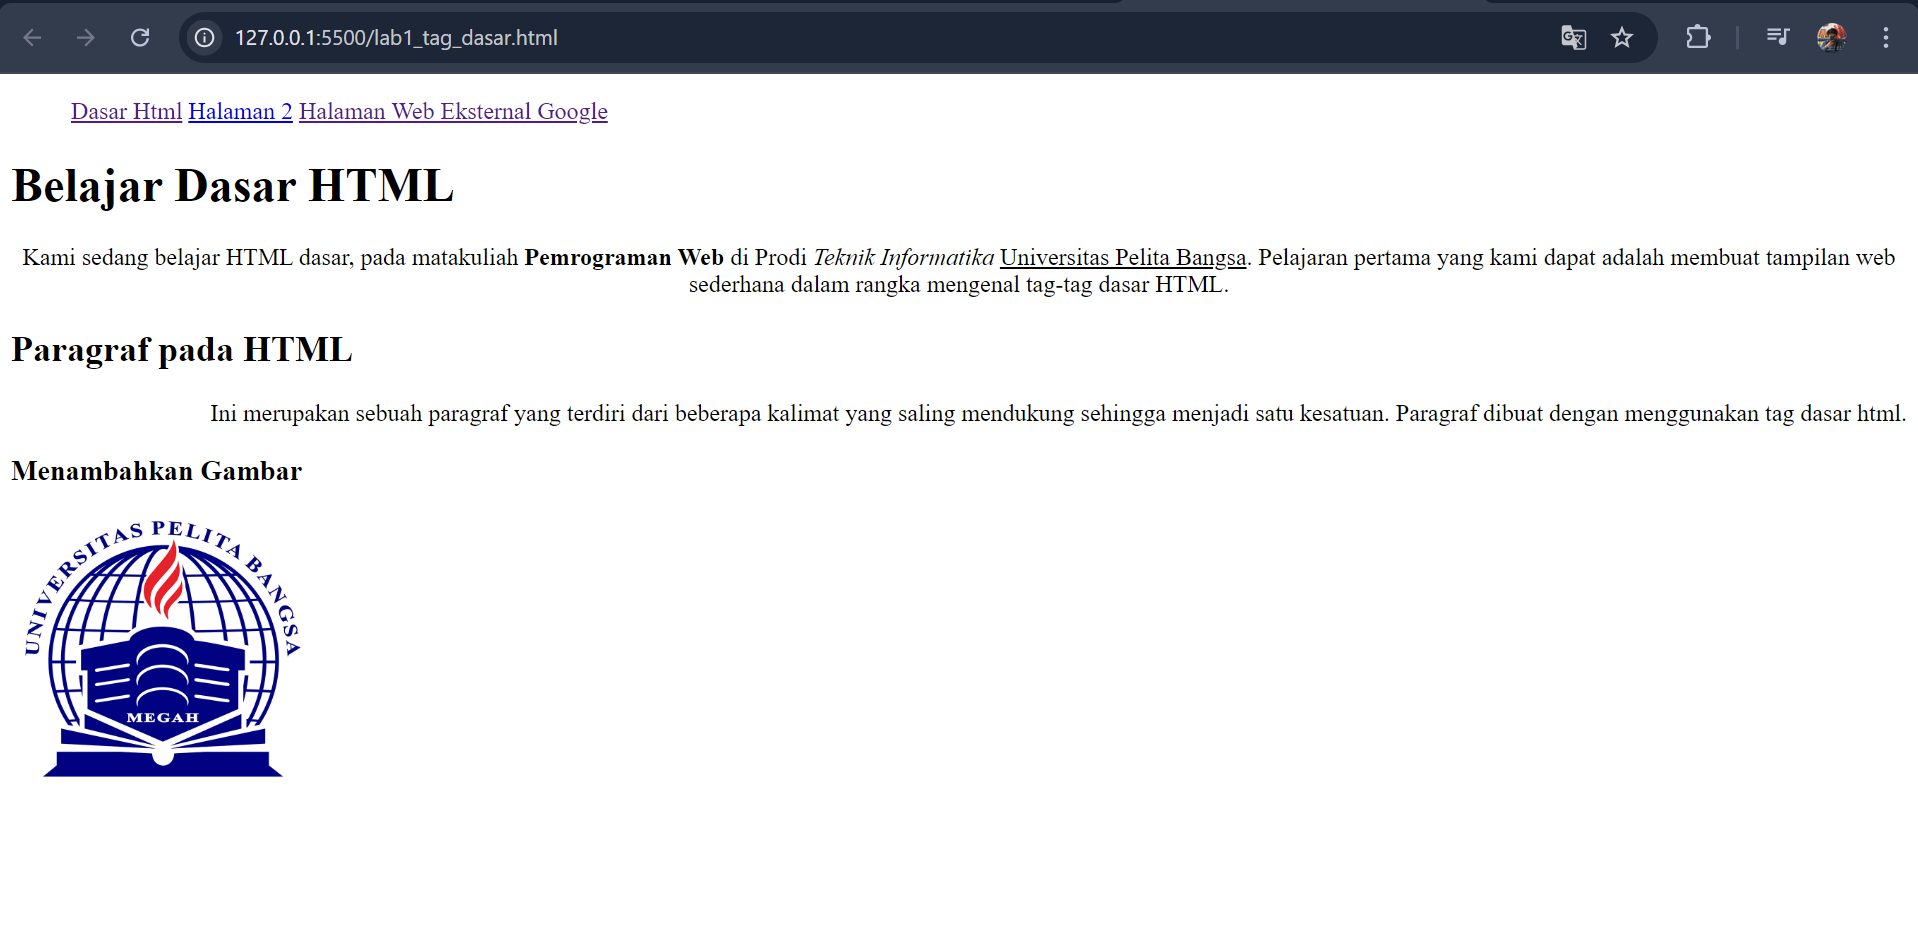 127.0.0.1:5500/lab1_tag_dasar.html
Dasar Html Halaman 2 Halaman Web Eksternal Google
Belajar Dasar HTML
Kami sedang belajar HTML dasar, pada matakuliah Pemrograman Web di Prodi Teknik Informatika Universitas Pelita Bangsa. Pelajaran pertama yang kami dapat adalah membuat tampilan web
sederhana dalam rangka mengenal tag-tag dasar HTML.
Paragraf pada HTML
Ini merupakan sebuah paragraf yang terdiri dari beberapa kalimat yang saling mendukung sehingga menjadi satu kesatuan. Paragraf dibuat dengan menggunakan tag dasar html.
Menambahkan Gambar
UNIVERSITAS PELITA BANGSA
MEGAH